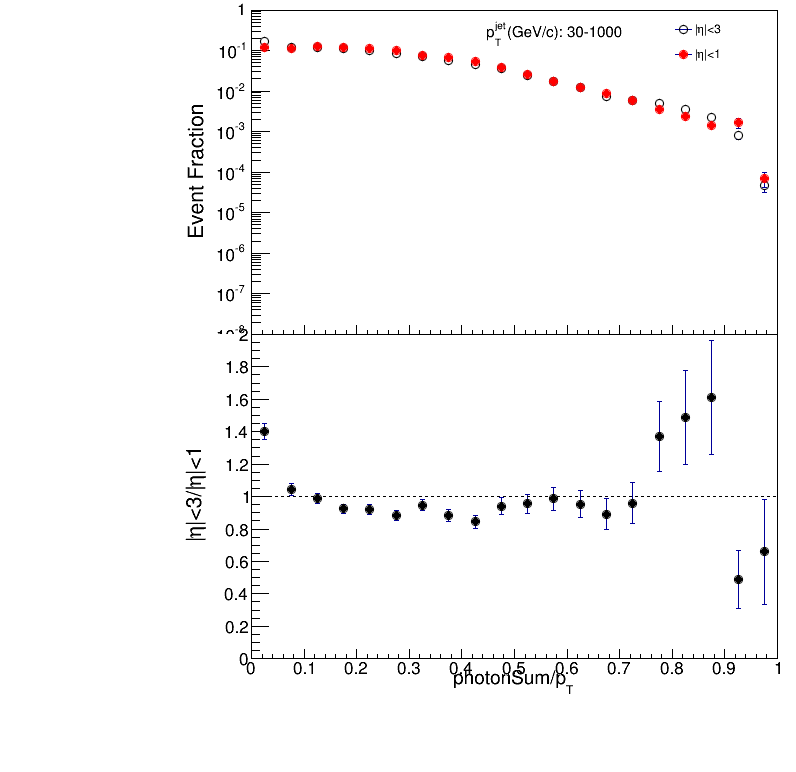 1
10^-1
10^-2
10^-3
10^-4
10^-5
10^-6
10^-7
10^-8
Event Fraction
p_T^jet(GeV/c): 30-1000
|η|<3
|η|<1
2
1.8
1.6
1.4
1.2
1
0.8
0.6
0.4
0.2
0
|η|<3/|η|<1
0 0.1 0.2 0.3 0.4 0.5 0.6 0.7 0.8 0.9 1
photonSum/p_T